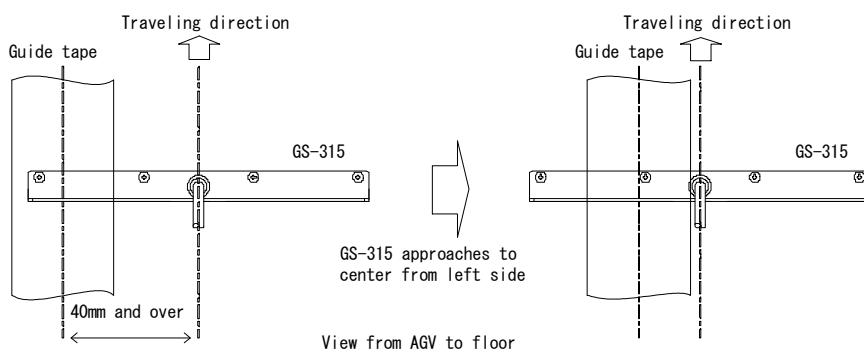 Traveling direction
Guide tape
GS-315
40mm and over
GS-315 approaches to
center from left side
View from AGV to floor
Traveling direction
Guide tape
GS-315